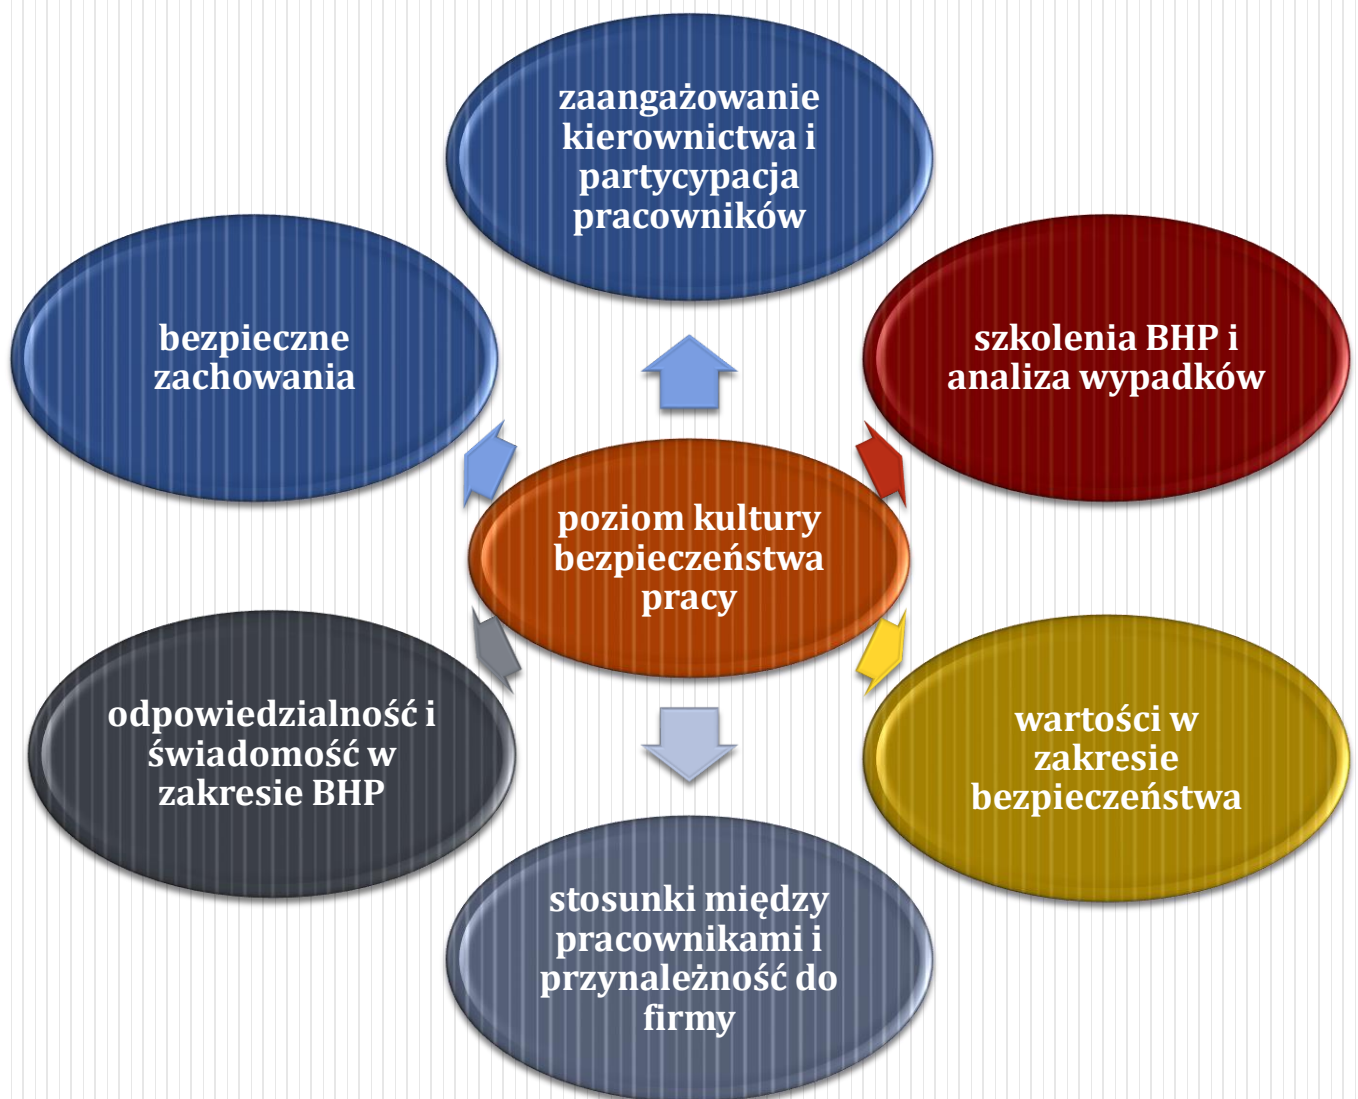 zaangażowanie
kierownictwa i
partycypacja
pracowników
szkolenia BHP i
analiza wypadków
wartości w
zakresie
bezpieczeństwa
stosunki między
pracownikami i
przynależność do
firmy
odpowiedzialność i
świadomość w
zakresie BHP
bezpieczne
zachowania
poziom kultury
bezpieczeństwa
pracy